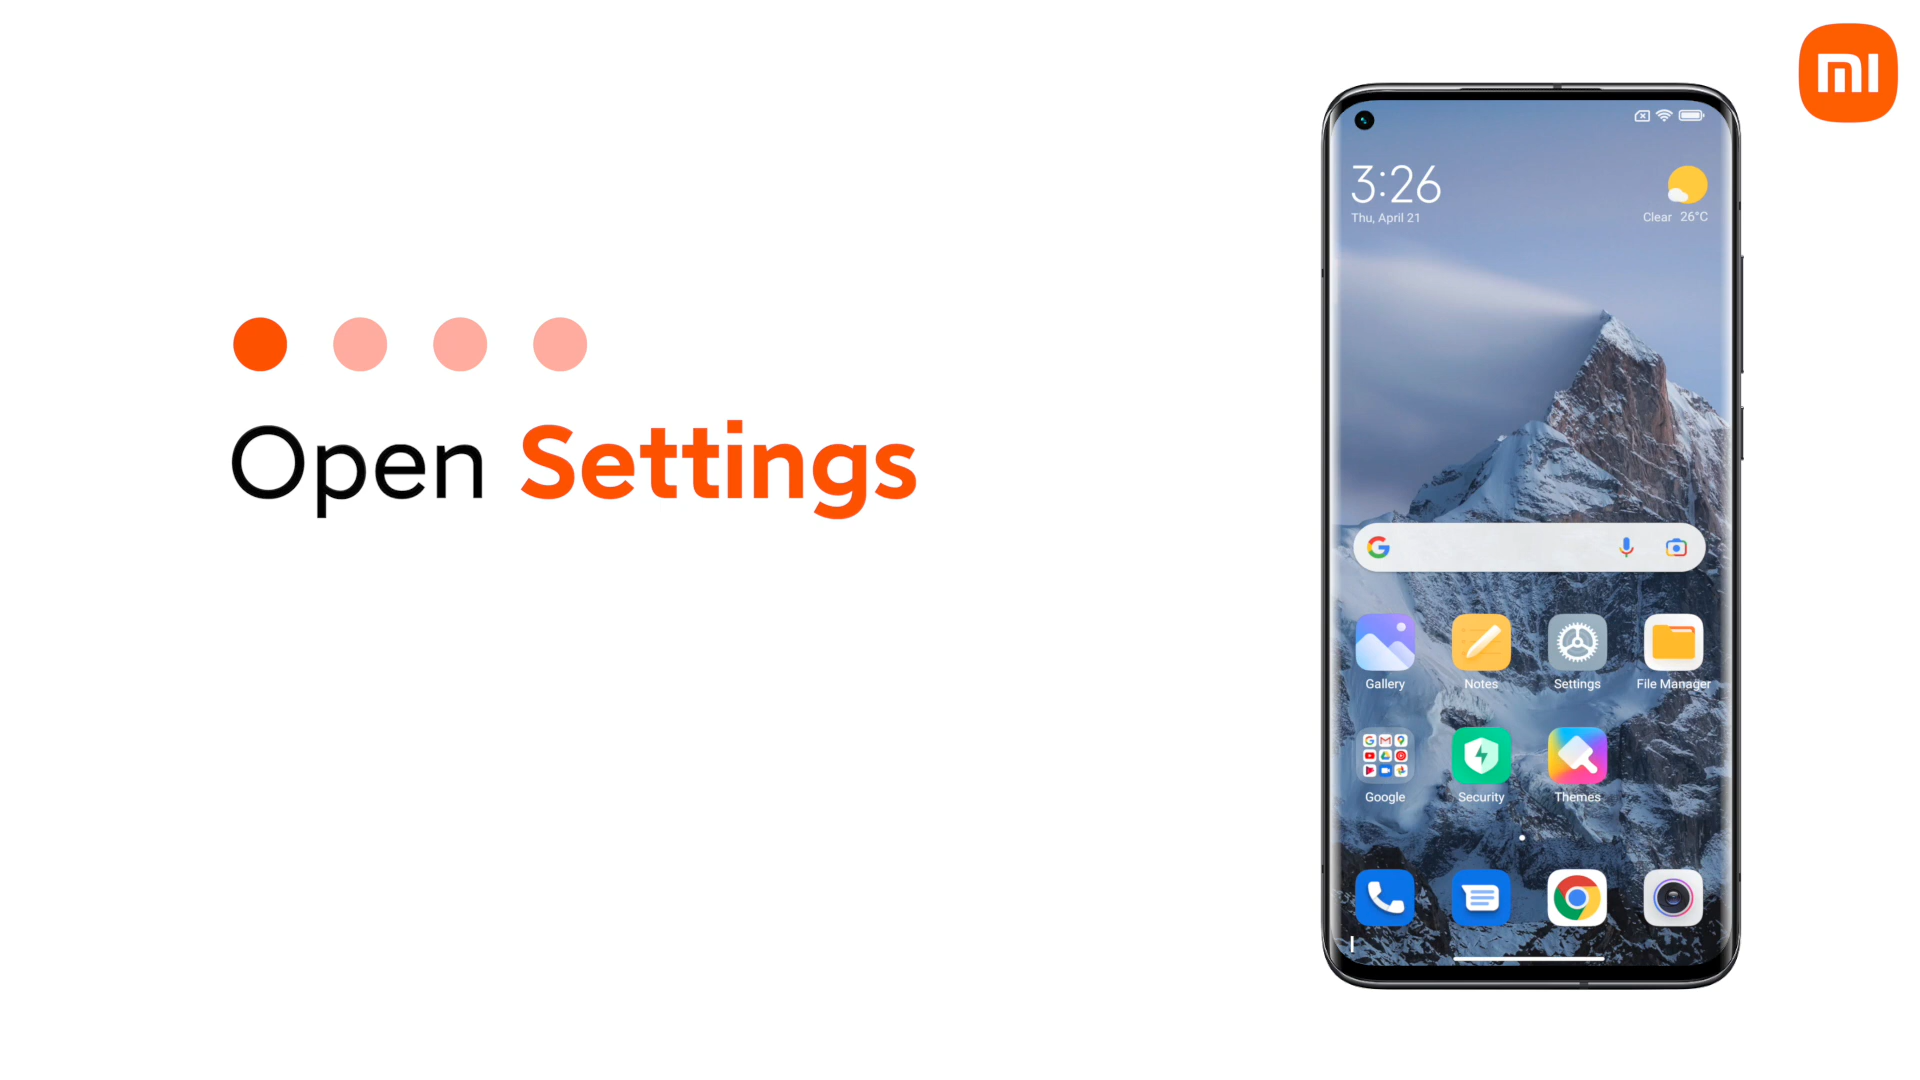 mi
3:26
Thu, April 21
Clear 26°C
Open Settings
G
Gallery Notes Settings File Manager
Google Security Themes